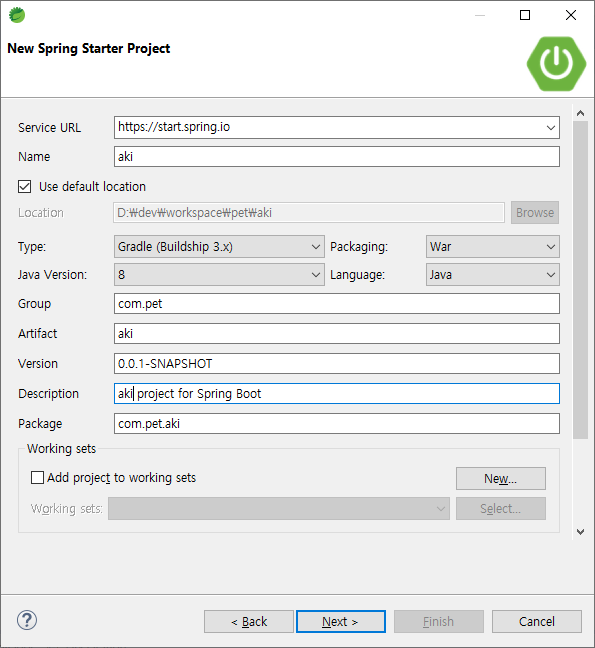 New Spring Starter Project
Service URL https://start.spring.io
Name aki
Use default location
Location D:₩dev₩workspace₩pet₩aki Browse
Type: Gradle (Buildship 3.x) Packaging: War
Java Version: 8 Language: Java
Group com.pet
Artifact aki
Version 0.0.1-SNAPSHOT
Description aki project for Spring Boot
Package com.pet.aki
Working sets
Add project to working sets New...
Working sets: Select...
? < Back Next > Finish Cancel